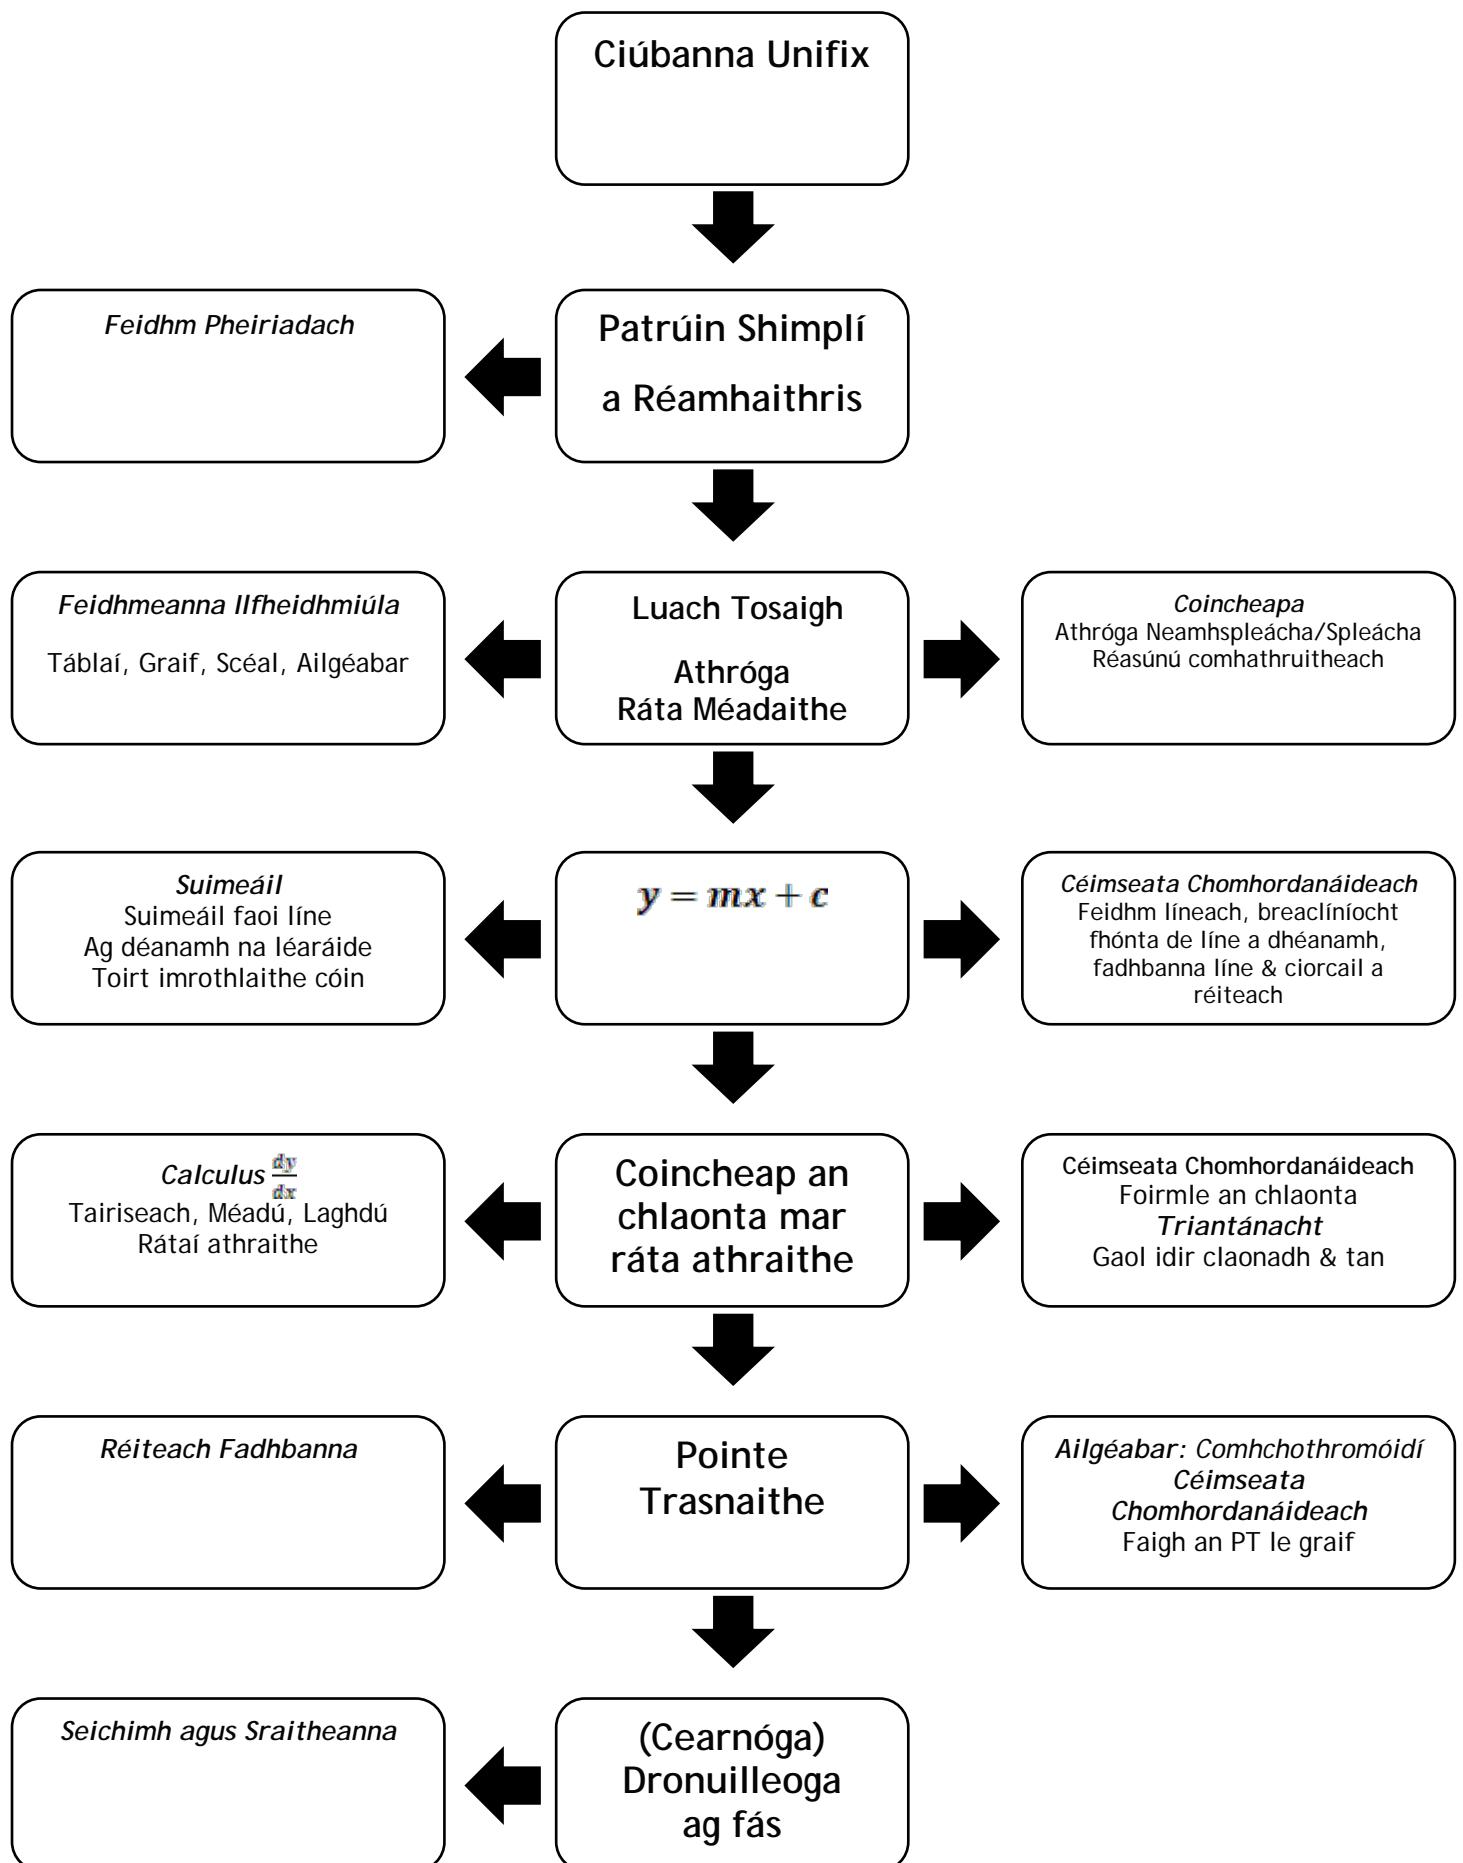 Ciúbanna Unifix
Feidhm Pheiriadach
Patrúin Shimplí
a Réamhaithris
Feidhmeanna Ilfheidhmiúla
Táblaí, Graif, Scéal, Ailgéabar
Luach Tosaigh
Athróga
Ráta Méadaithe
Coincheapa
Athróga Neamhspleácha/Spleácha
Réasúnú comhathruitheach
Suimeáil
Suimeáil faoi líne
Ag déanamh na léaráide
Toirt imrothlaithe cóin
y = mx + c
Céimseata Chomhordanáideach
Feidhm líneach, breaclíníocht
fhónta de líne a dhéanamh,
fadhbanna líne & ciorcail a
réiteach
Calculus dy/dx
Tairiseach, Méadú, Laghdú
Rátaí athraithe
Coincheap an
chlaonta mar
ráta athraithe
Céimseata Chomhordanáideach
Foirmle an chlaonta
Triantánacht
Gaol idir claonadh & tan
Réiteach Fadhbanna
Pointe
Trasnaithe
Ailgéabar: Comhchothromóidí
Céimseata
Chomhordanáideach
Faigh an PT le graif
Seichimh agus Sraitheanna
(Cearnóga)
Dronuilleoga
ag fás